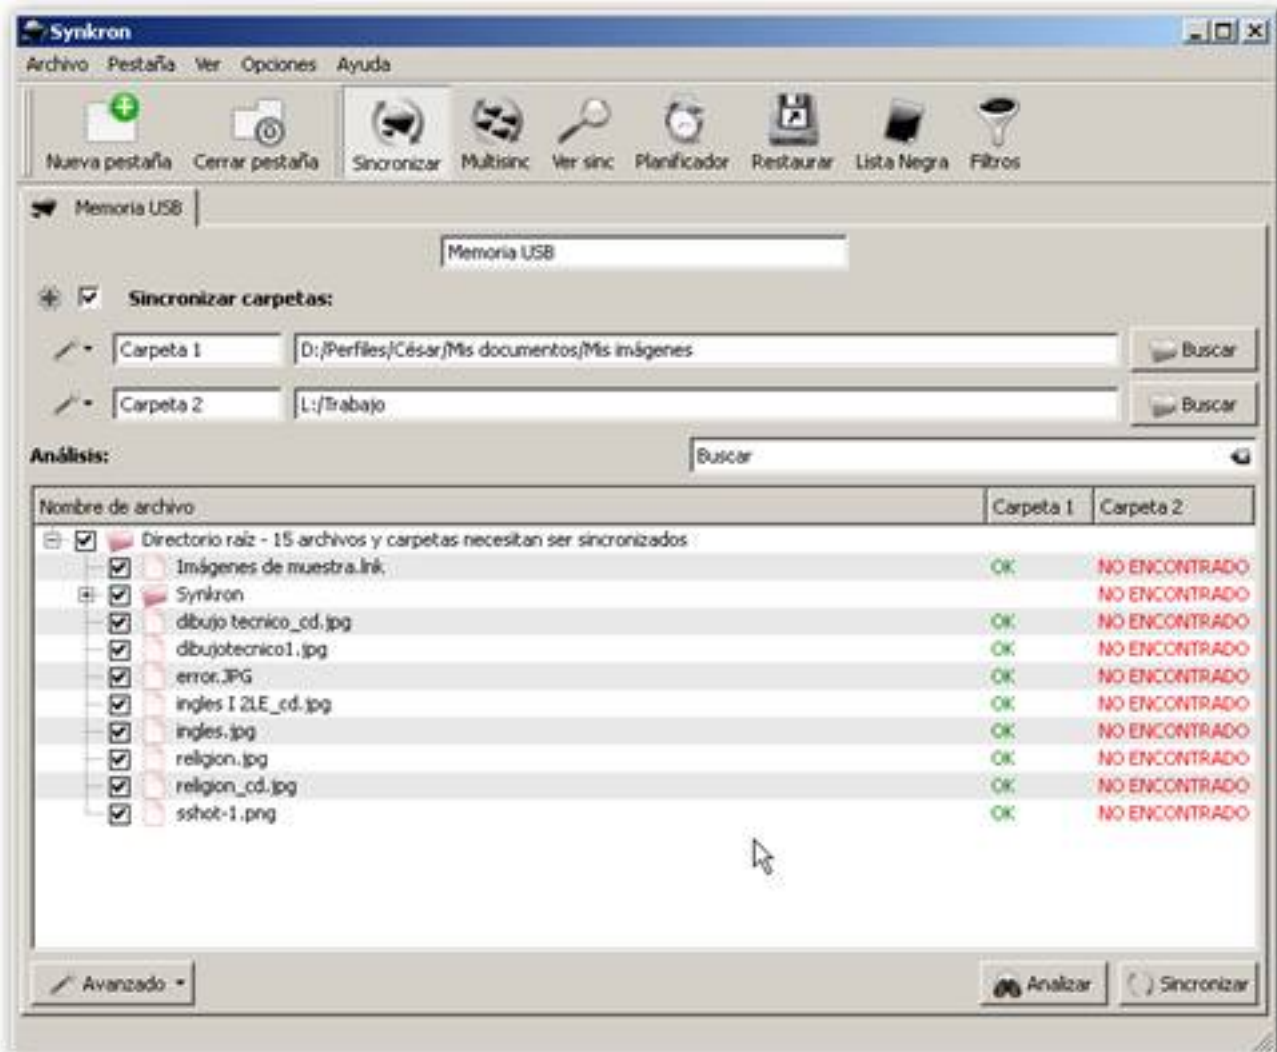 Synkron
Archivo Pestaña Ver Opciones Ayuda
Nueva pestaña Cerrar pestaña Sincronizar Multisinc Ver sinc Planificador Restaurar Lista Negra Filtros
Memoria USB
Memoria USB
Sincronizar carpetas:
Carpeta 1 D:/Perfiles/César/Mis documentos/Mis imágenes Buscar
Carpeta 2 L:/Trabajo Buscar
Análisis: Buscar
Nombre de archivo Carpeta 1 Carpeta 2
Directorio raíz - 15 archivos y carpetas necesitan ser sincronizados
Imágenes de muestra.lnk OK NO ENCONTRADO
Synkron NO ENCONTRADO
dibujo tecnico_cd.jpg OK NO ENCONTRADO
dibujotecnico1.jpg OK NO ENCONTRADO
error.JPG OK NO ENCONTRADO
ingles I 2LE_cd.jpg OK NO ENCONTRADO
ingles.jpg OK NO ENCONTRADO
religion.jpg OK NO ENCONTRADO
religion_cd.jpg OK NO ENCONTRADO
sshot-1.png OK NO ENCONTRADO
Avanzado Analizar Sincronizar